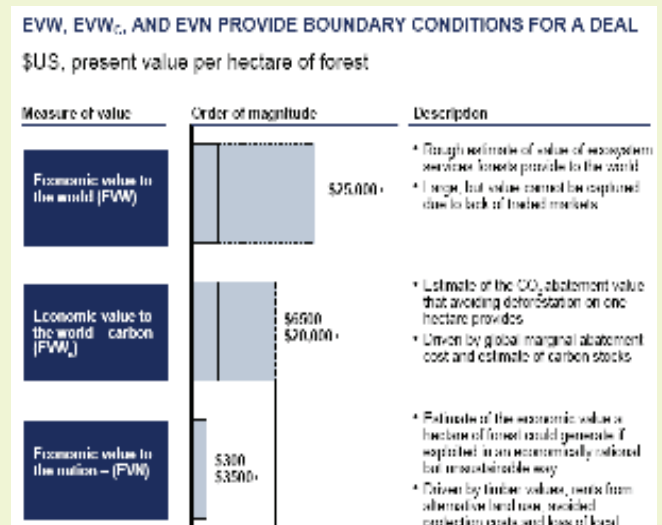 EVW, EVWC, AND EVN PROVIDE BOUNDARY CONDITIONS FOR A DEAL
$US, present value per hectare of forest
Measure of value
Order of magnitude
Description
Economic value to
the world (EVW)
$25,000+
• Rough estimate of value of ecosystem
services forests provide to the world
• Large, but value cannot be captured
due to lack of traded markets
Economic value to
the world carbon
(EVWc)
$6500
$20,000+
• Estimate of the CO2 abatement value
that avoiding deforestation on one
hectare provides
• Driven by global marginal abatement
cost and estimate of carbon stocks
Economic value to
the nation – (EVN)
$300
$3500+
• Estimate of the economic value a
hectare of forest could generate if
exploited in an economically rational
but unsustainable way
• Driven by timber values, rents from
alternative land use, avoided
protection costs and loss of local